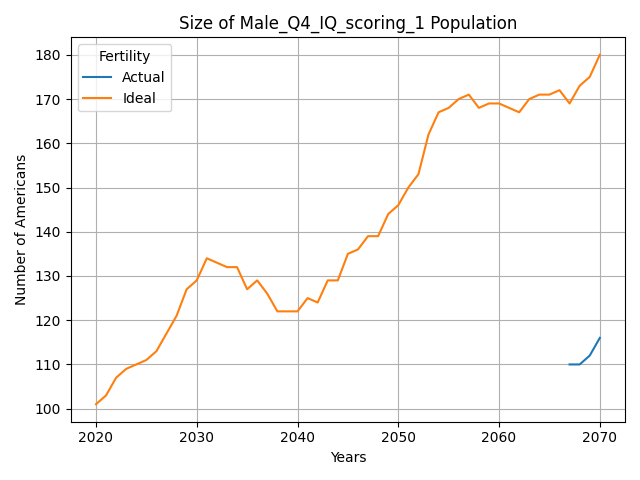 Size of Male_Q4_IQ_scoring_1 Population
Fertility
Actual
Ideal
Number of Americans
180
170
160
150
140
130
120
110
100
2020 2030 2040 2050 2060 2070
Years